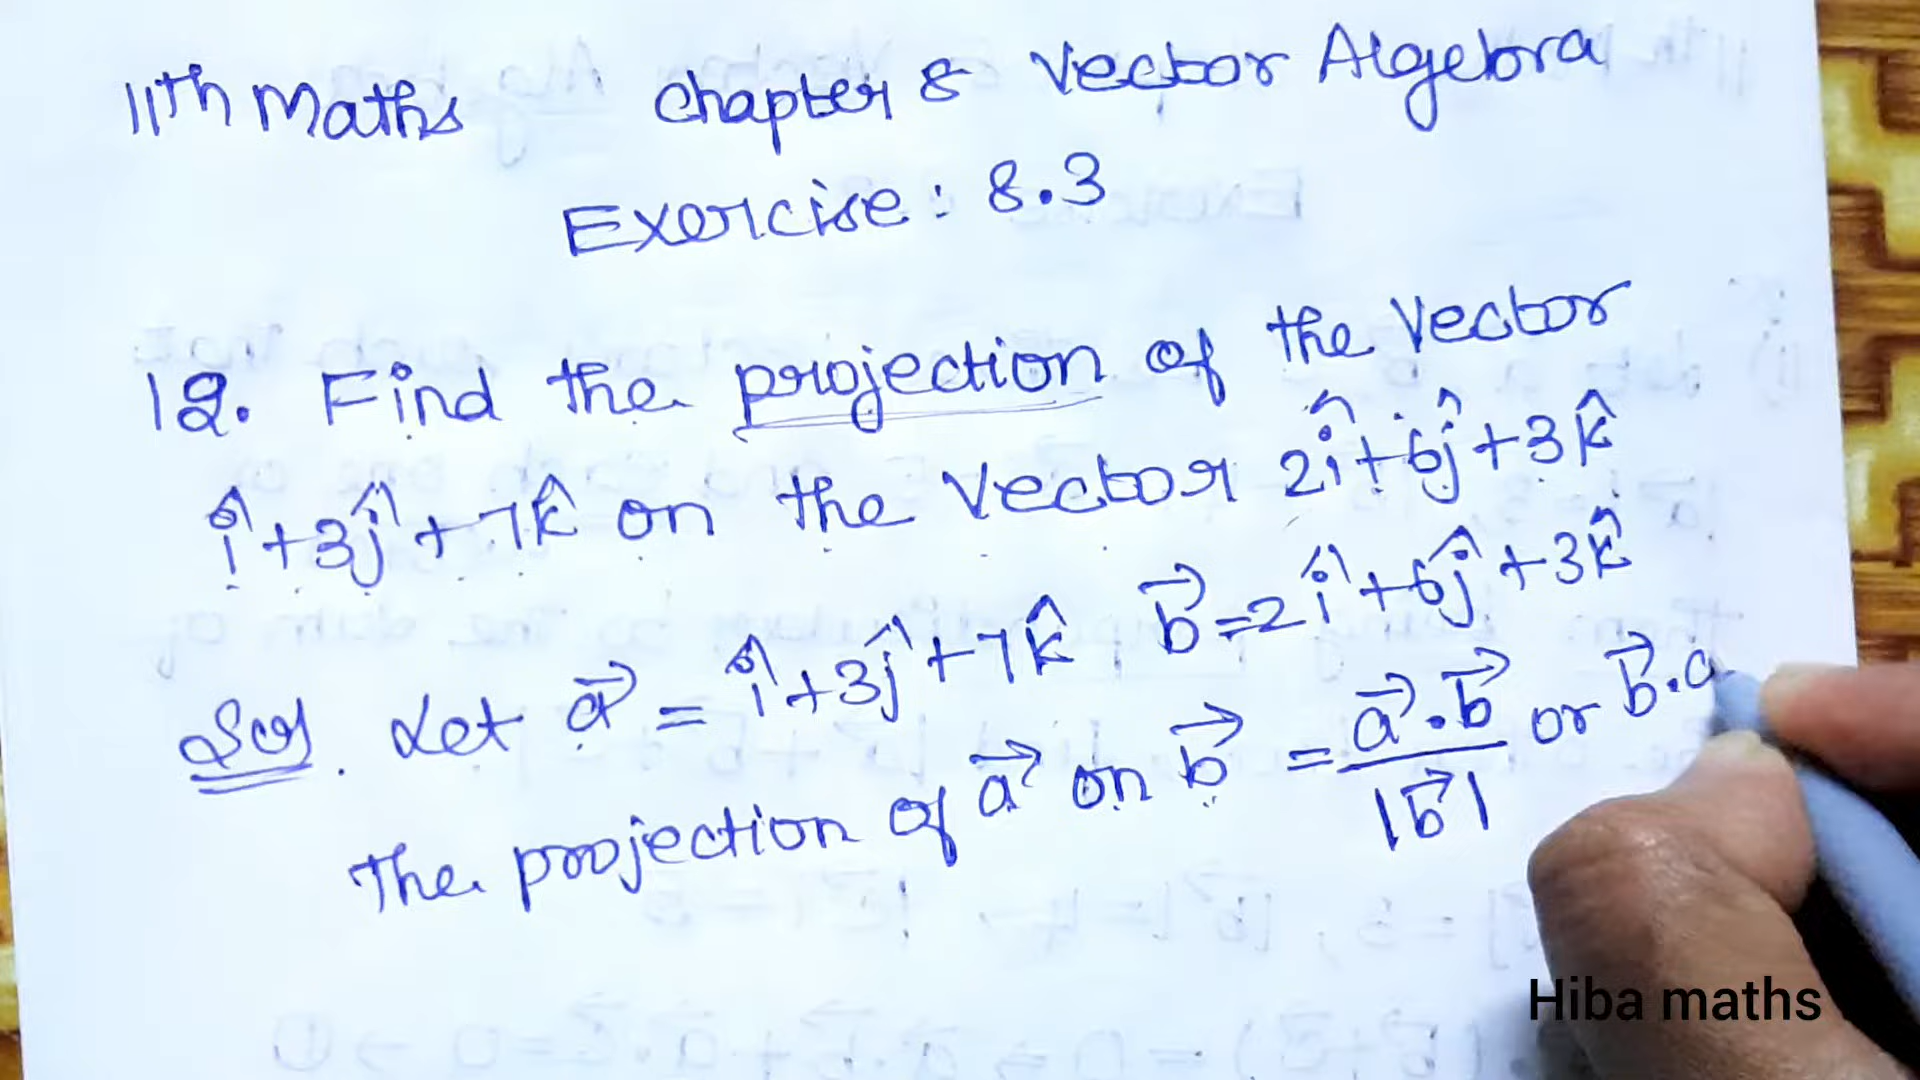 11th Maths Chapter 8 Vector Algebra
Exercise: 8.3
12. Find the projection of the Vector
î+3ĵ+7k̂ on the Vector 2î+6ĵ+3k̂
Sol. Let a⃗ = î+3ĵ+7k̂ b⃗=2î+6ĵ+3k̂
The projection of a⃗ on b⃗ = a⃗.b⃗ / |b⃗| or b⃗.a
Hiba maths